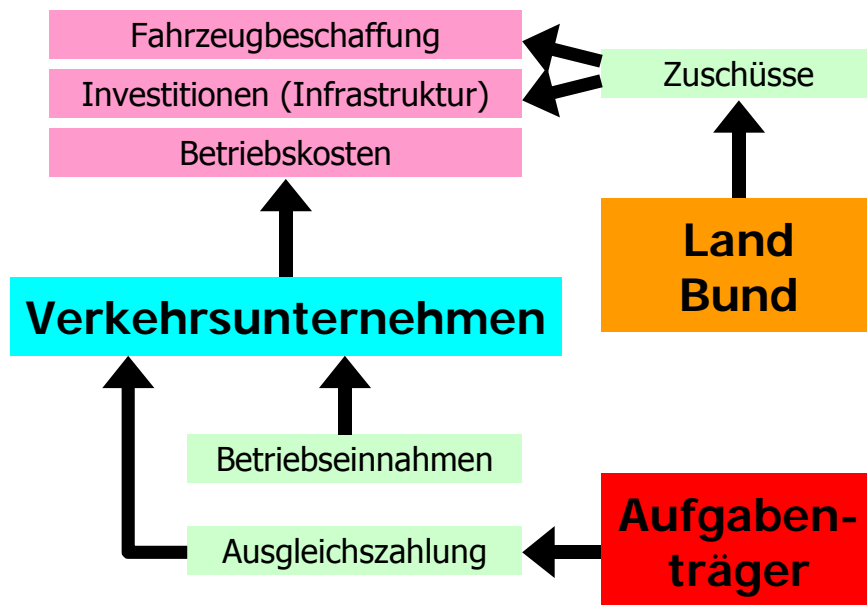 Fahrzeugbeschaffung
Investitionen (Infrastruktur)
Betriebskosten
Zuschüsse
Land
Bund
Verkehrsunternehmen
Betriebseinnahmen
Ausgleichszahlung
Aufgaben-
träger